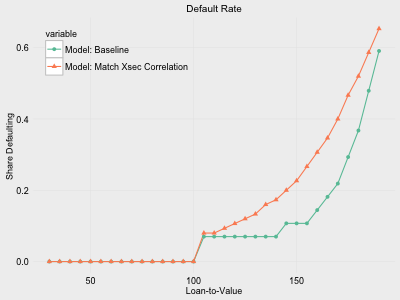 Default Rate
variable
Model: Baseline
Model: Match Xsec Correlation
Share Defaulting
0.6
0.4
0.2
0.0
50
100
150
Loan-to-Value